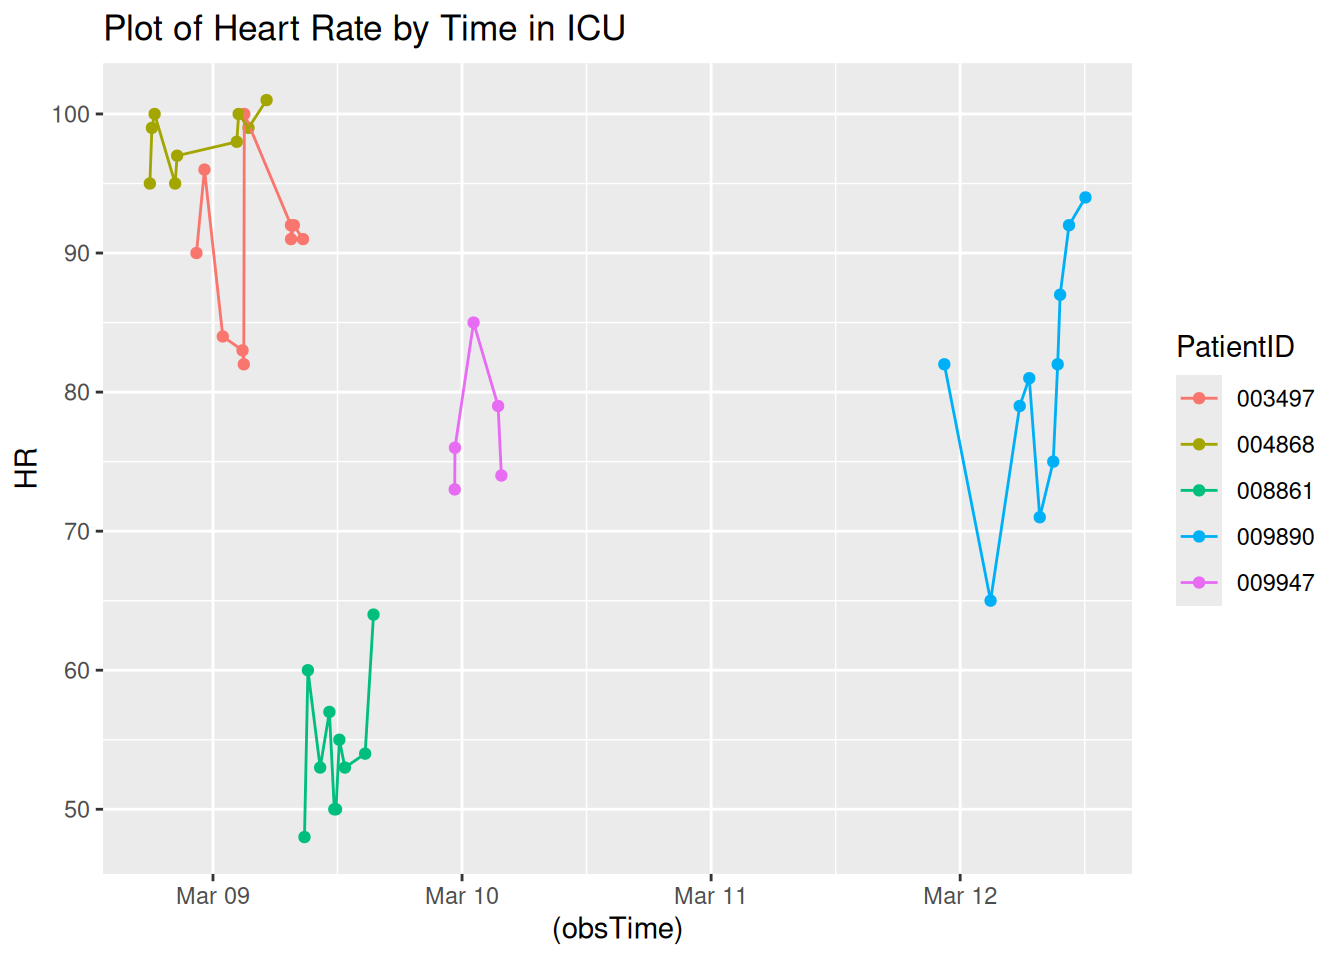 Plot of Heart Rate by Time in ICU
100
90
80
70
60
50
HR
Mar 09
Mar 10
Mar 11
Mar 12
(obsTime)
PatientID
003497
004868
008861
009890
009947